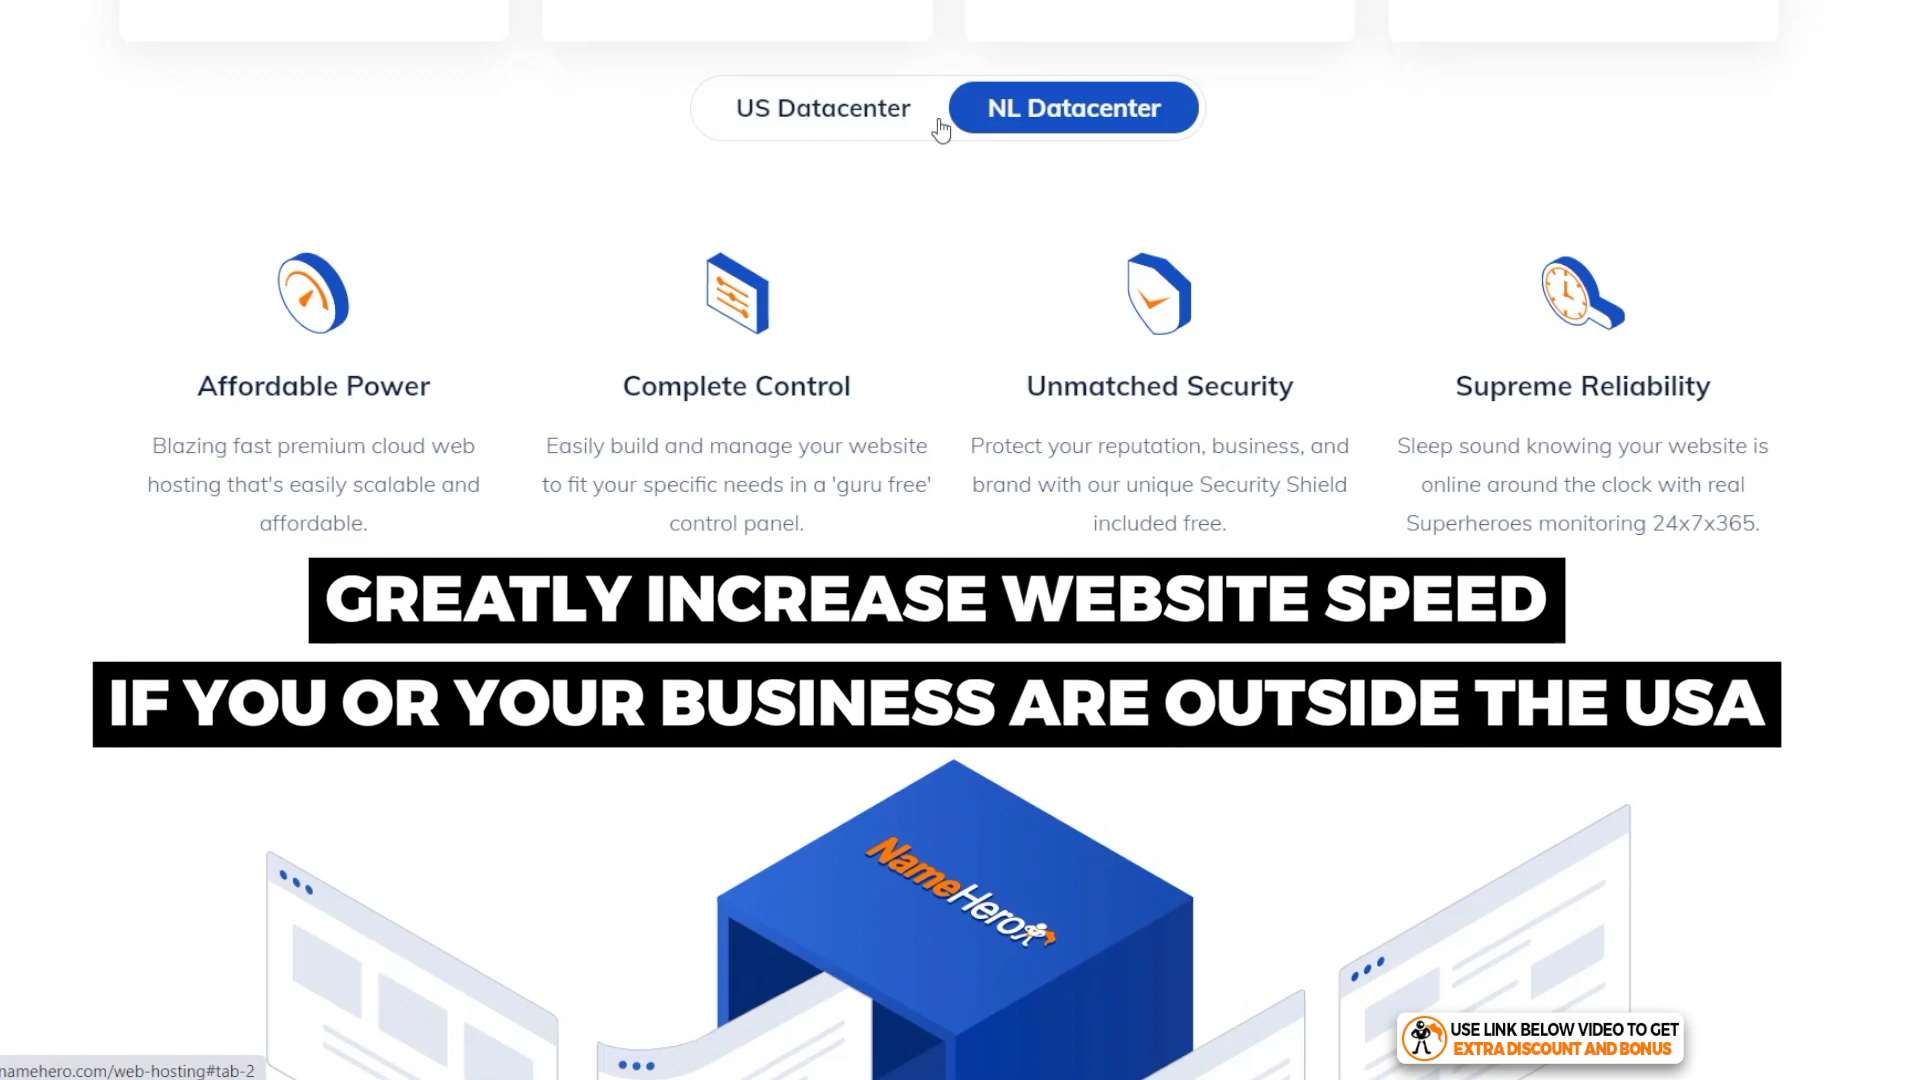 US Datacenter
NL Datacenter
Affordable Power
Blazing fast premium cloud web
hosting that's easily scalable and
affordable.
Complete Control
Easily build and manage your website
to fit your specific needs in a 'guru free'
control panel.
Unmatched Security
Protect your reputation, business, and
brand with our unique Security Shield
included free.
Supreme Reliability
Sleep sound knowing your website is
online around the clock with real
Superheroes monitoring 24x7x365.
GREATLY INCREASE WEBSITE SPEED
IF YOU OR YOUR BUSINESS ARE OUTSIDE THE USA
NameHero
USE LINK BELOW VIDEO TO GET
EXTRA DISCOUNT AND BONUS
namehero.com/web-hosting#tab-2